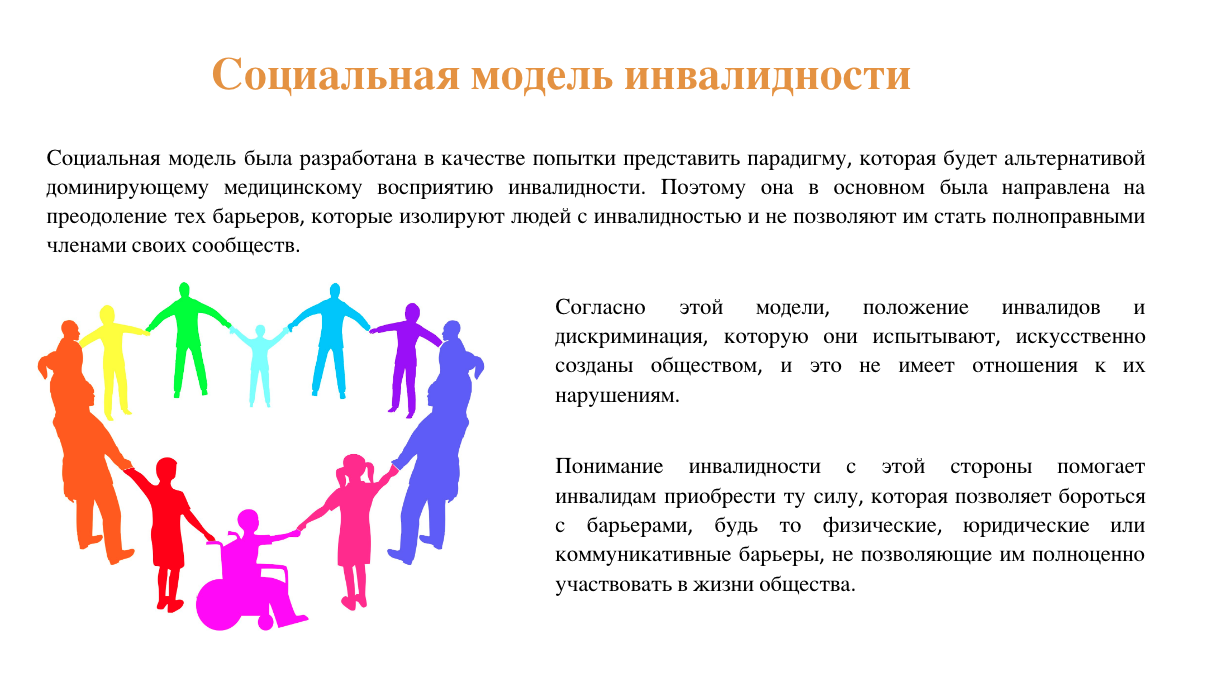 Социальная модель инвалидности
Социальная модель была разработана в качестве попытки представить парадигму, которая будет альтернативой
доминирующему медицинскому восприятию инвалидности. Поэтому она в основном была направлена на
преодоление тех барьеров, которые изолируют людей с инвалидностью и не позволяют им стать полноправными
членами своих сообществ.
Согласно этой модели, положение инвалидов и
дискриминация, которую они испытывают, искусственно
созданы обществом, и это не имеет отношения к их
нарушениям.
Понимание инвалидности с этой стороны помогает
инвалидам приобрести ту силу, которая позволяет бороться
с барьерами, будь то физические, юридические или
коммуникативные барьеры, не позволяющие им полноценно
участвовать в жизни общества.